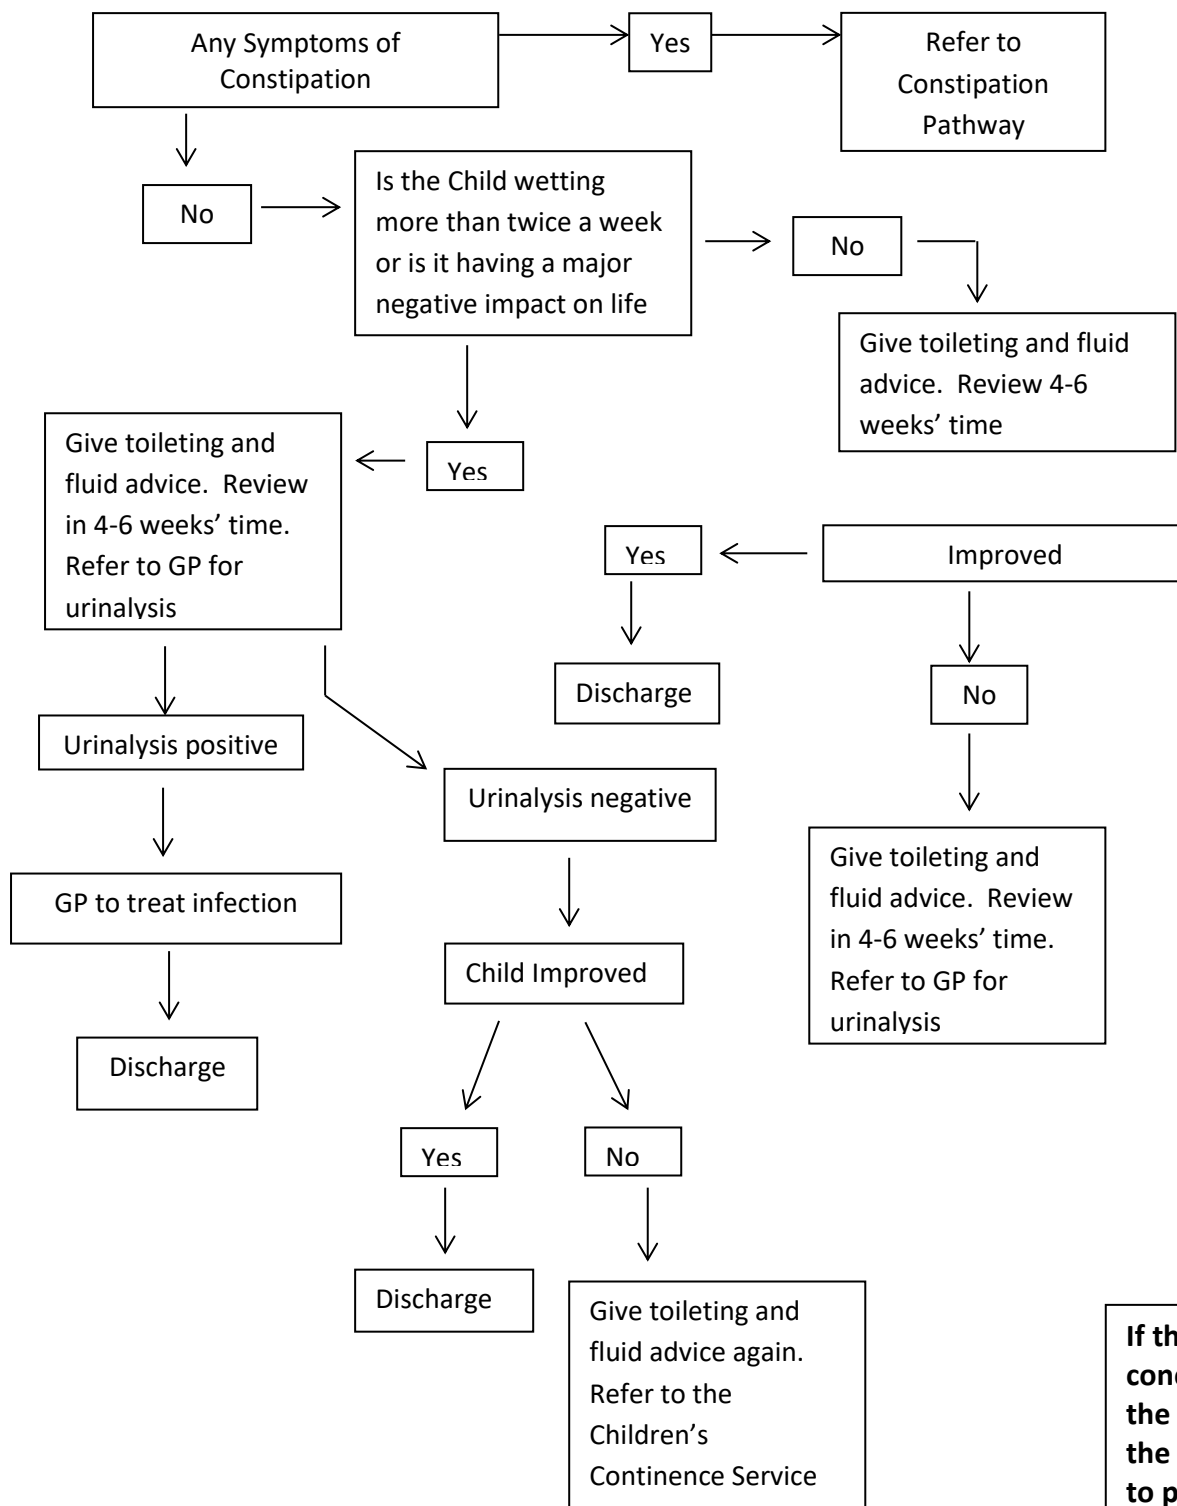 Any Symptoms of
Constipation
Yes
Refer to
Constipation
Pathway
No
Is the Child wetting
more than twice a week
or is it having a major
negative impact on life
No
Give toileting and fluid
advice.  Review 4-6
weeks’ time
Give toileting and
fluid advice.  Review
in 4-6 weeks’ time.
Refer to GP for
urinalysis
Yes
Yes
Improved
Discharge
No
Urinalysis positive
Urinalysis negative
Give toileting and
fluid advice.  Review
in 4-6 weeks’ time.
Refer to GP for
urinalysis
GP to treat infection
Child Improved
Discharge
Yes
No
Discharge
Give toileting and
fluid advice again.
Refer to the
Children’s
Continence Service
If
the
the
to